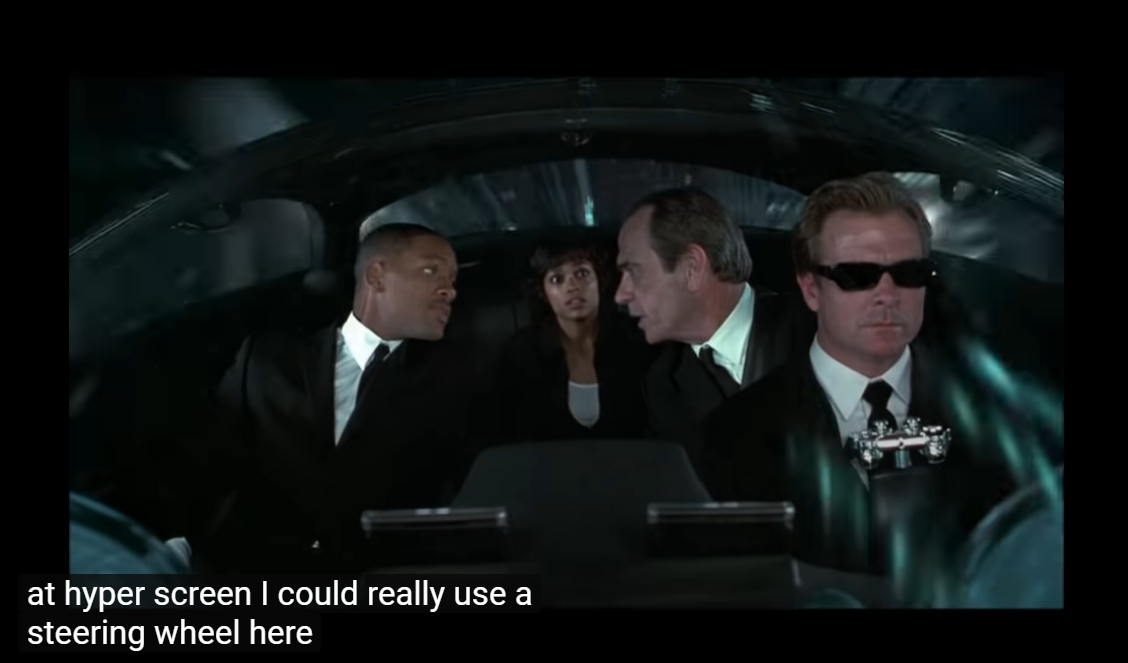 at hyper screen I could really use a
steering wheel here